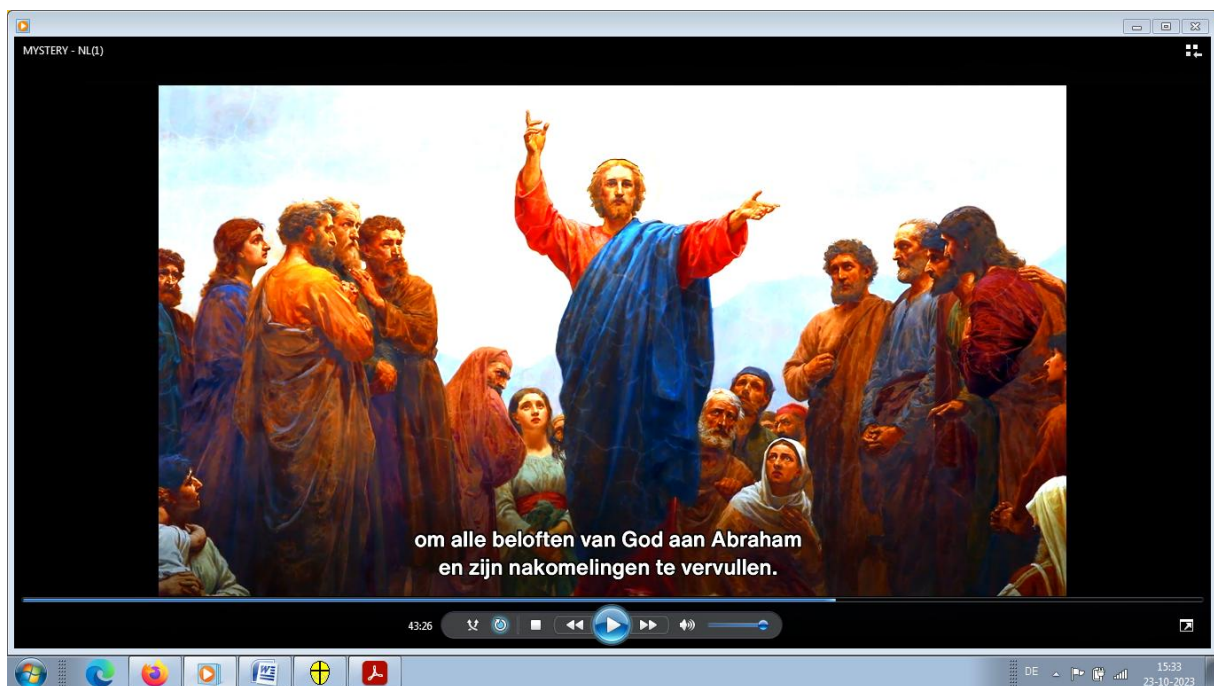 MYSTERY - NL(1)
om alle beloften van God aan Abraham
en zijn nakomelingen te vervullen.
43:26
DE
15:33
23-10-2023